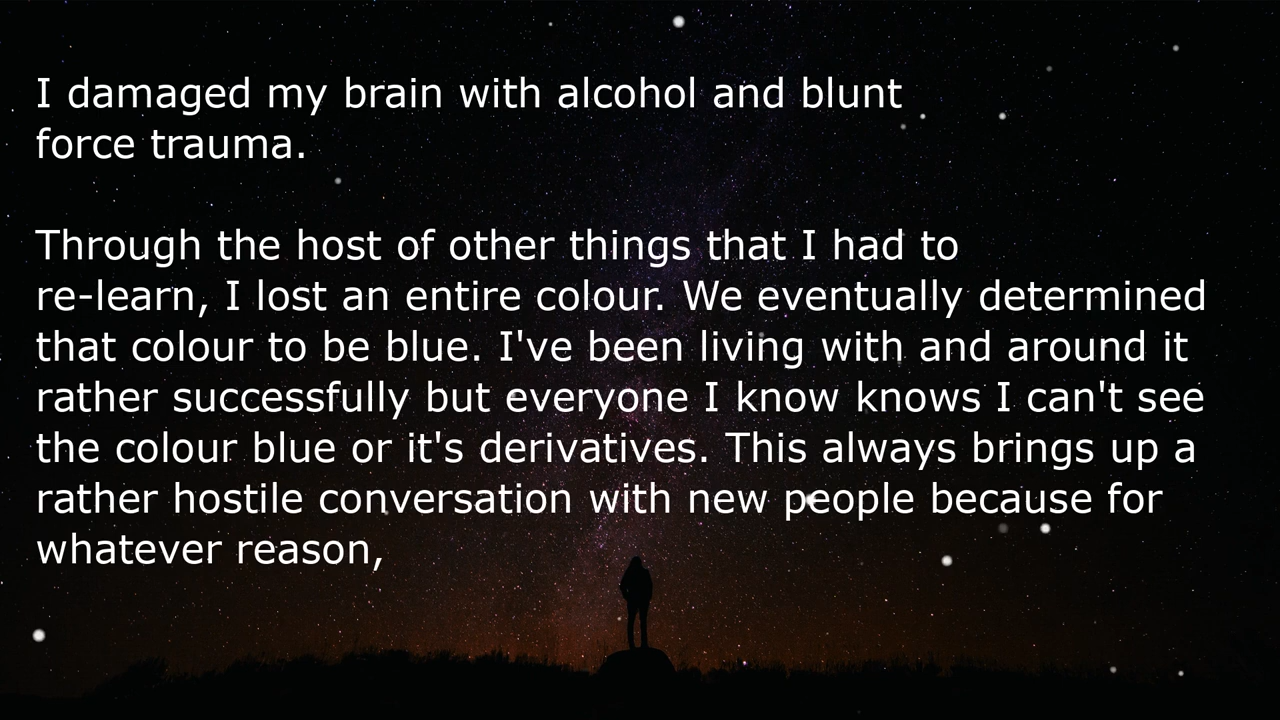 I damaged my brain with alcohol and blunt
force trauma.
Through the host of other things that I had to
re-learn, I lost an entire colour. We eventually determined
that colour to be blue. I've been living with and around it
rather successfully but everyone I know knows I can't see
the colour blue or it's derivatives. This always brings up a
rather hostile conversation with new people because for
whatever reason,